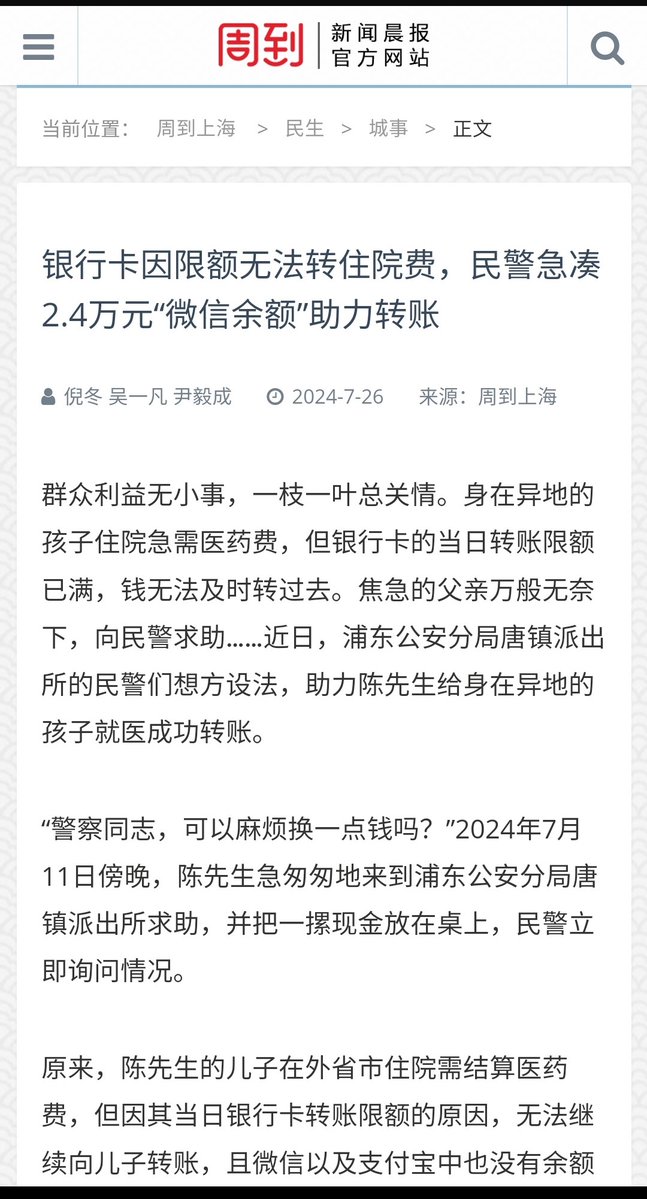 周到
新闻晨报
官方网站
当前位置： 周到上海 > 民生 > 城事 > 正文
银行卡因限额无法转住院费，民警急凑
2.4万元“微信余额”助力转账
倪冬 吴一凡 尹毅成 2024-7-26 来源：周到上海
群众利益无小事，一枝一叶总关情。身在异地的
孩子住院急需医药费，但银行卡的当日转账限额
已满，钱无法及时转过去。焦急的父亲万般无奈
下，向民警求助……近日，浦东公安分局唐镇派出
所的民警们想方设法，助力陈先生给身在异地的
孩子就医成功转账。
“警察同志，可以麻烦换一点钱吗？”2024年7月
11日傍晚，陈先生急匆匆地来到浦东公安分局唐
镇派出所求助，并把一摞现金放在桌上，民警立
即询问情况。
原来，陈先生的儿子在外省市住院需结算医药
费，但因其当日银行卡转账限额的原因，无法继
续向儿子转账，且微信以及支付宝中也没有余额